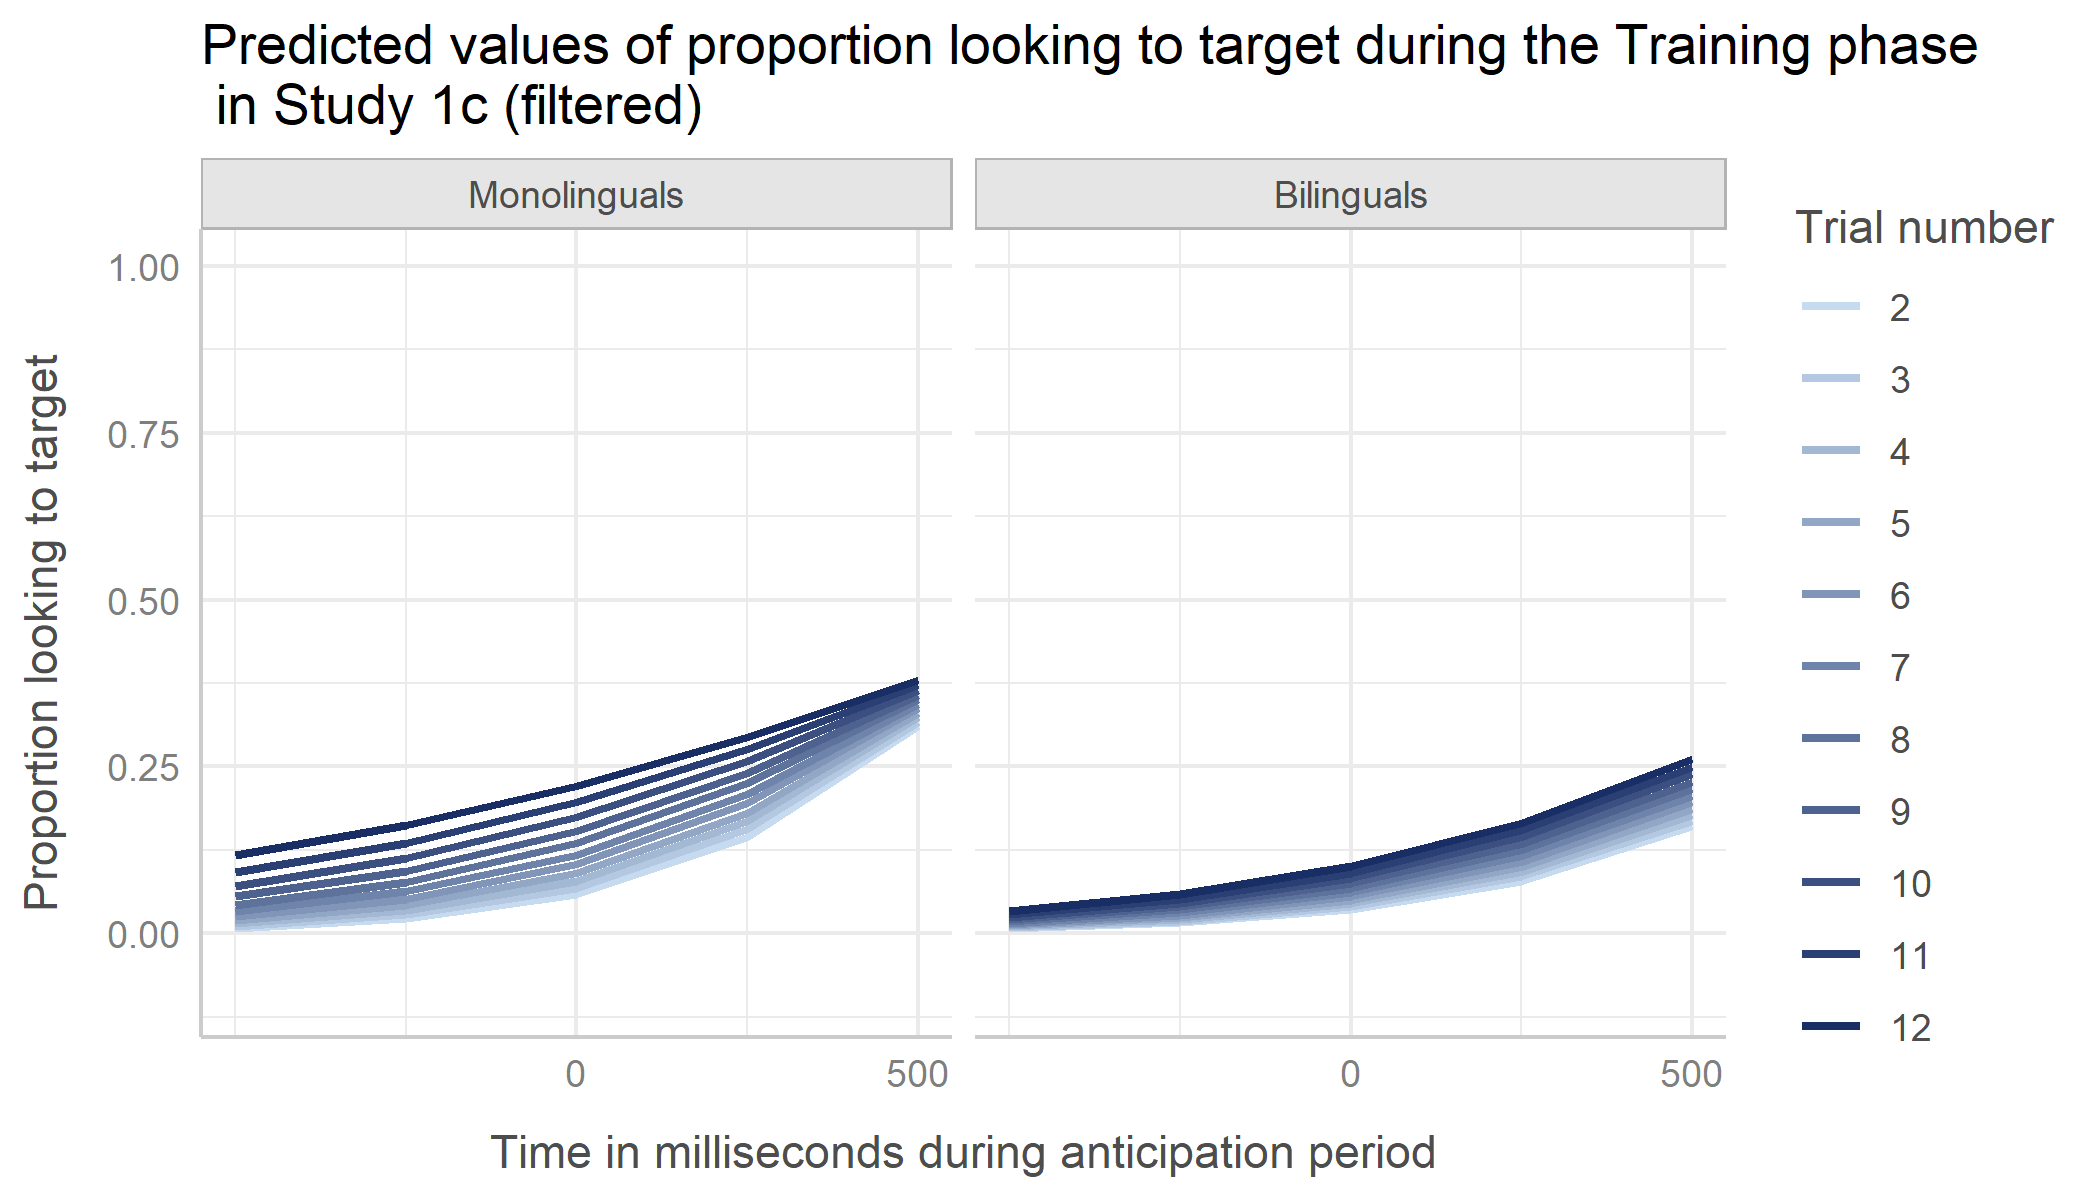 Predicted values of proportion looking to target during the Training phase
in Study 1c (filtered)
Monolinguals
Bilinguals
Trial number
2
3
4
5
6
7
8
9
10
11
12
Proportion looking to target
1.00
0.75
0.50
0.25
0.00
0
500
0
500
Time in milliseconds during anticipation period